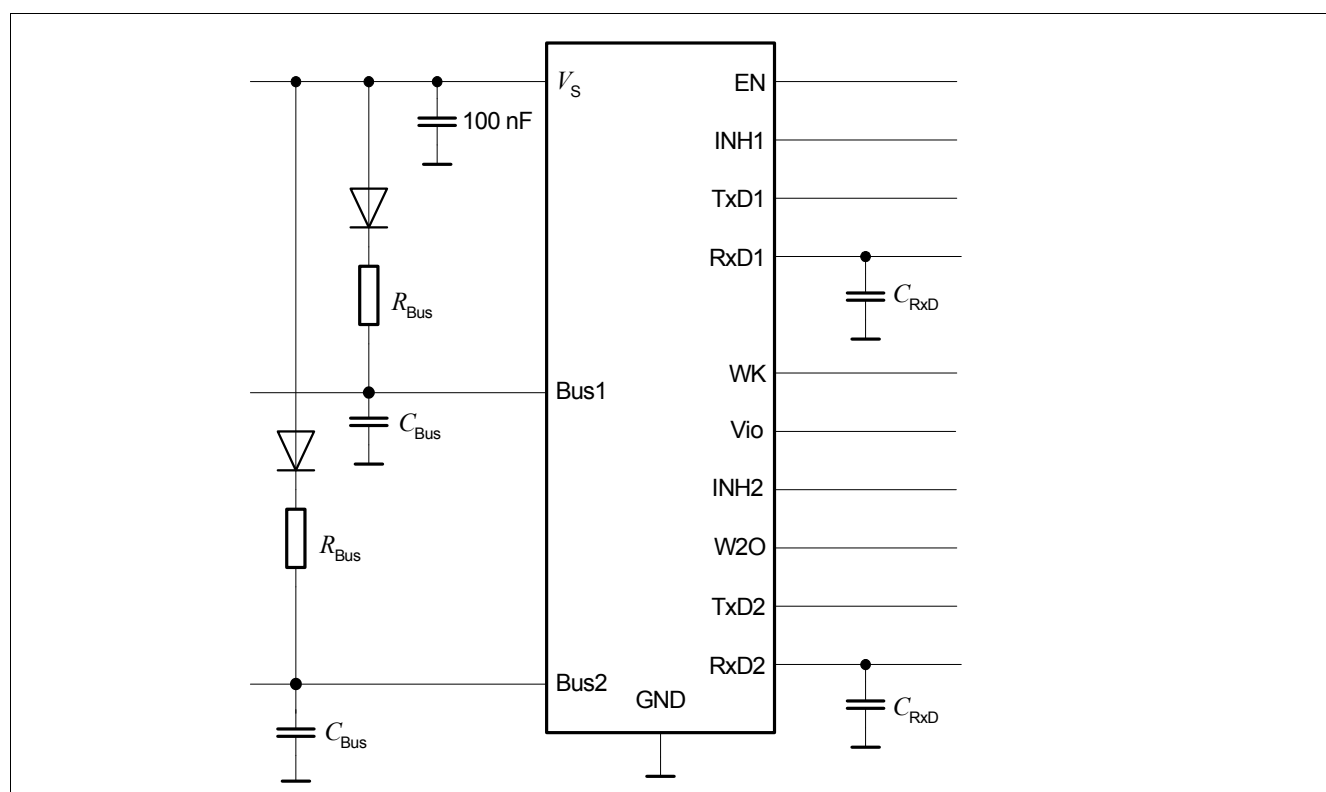 V_S
EN
100 nF
INH1
TxD1
RxD1
R_Bus
C_RxD
WK
Bus1
C_Bus
Vio
INH2
R_Bus
W2O
TxD2
RxD2
Bus2
GND
C_RxD
C_Bus